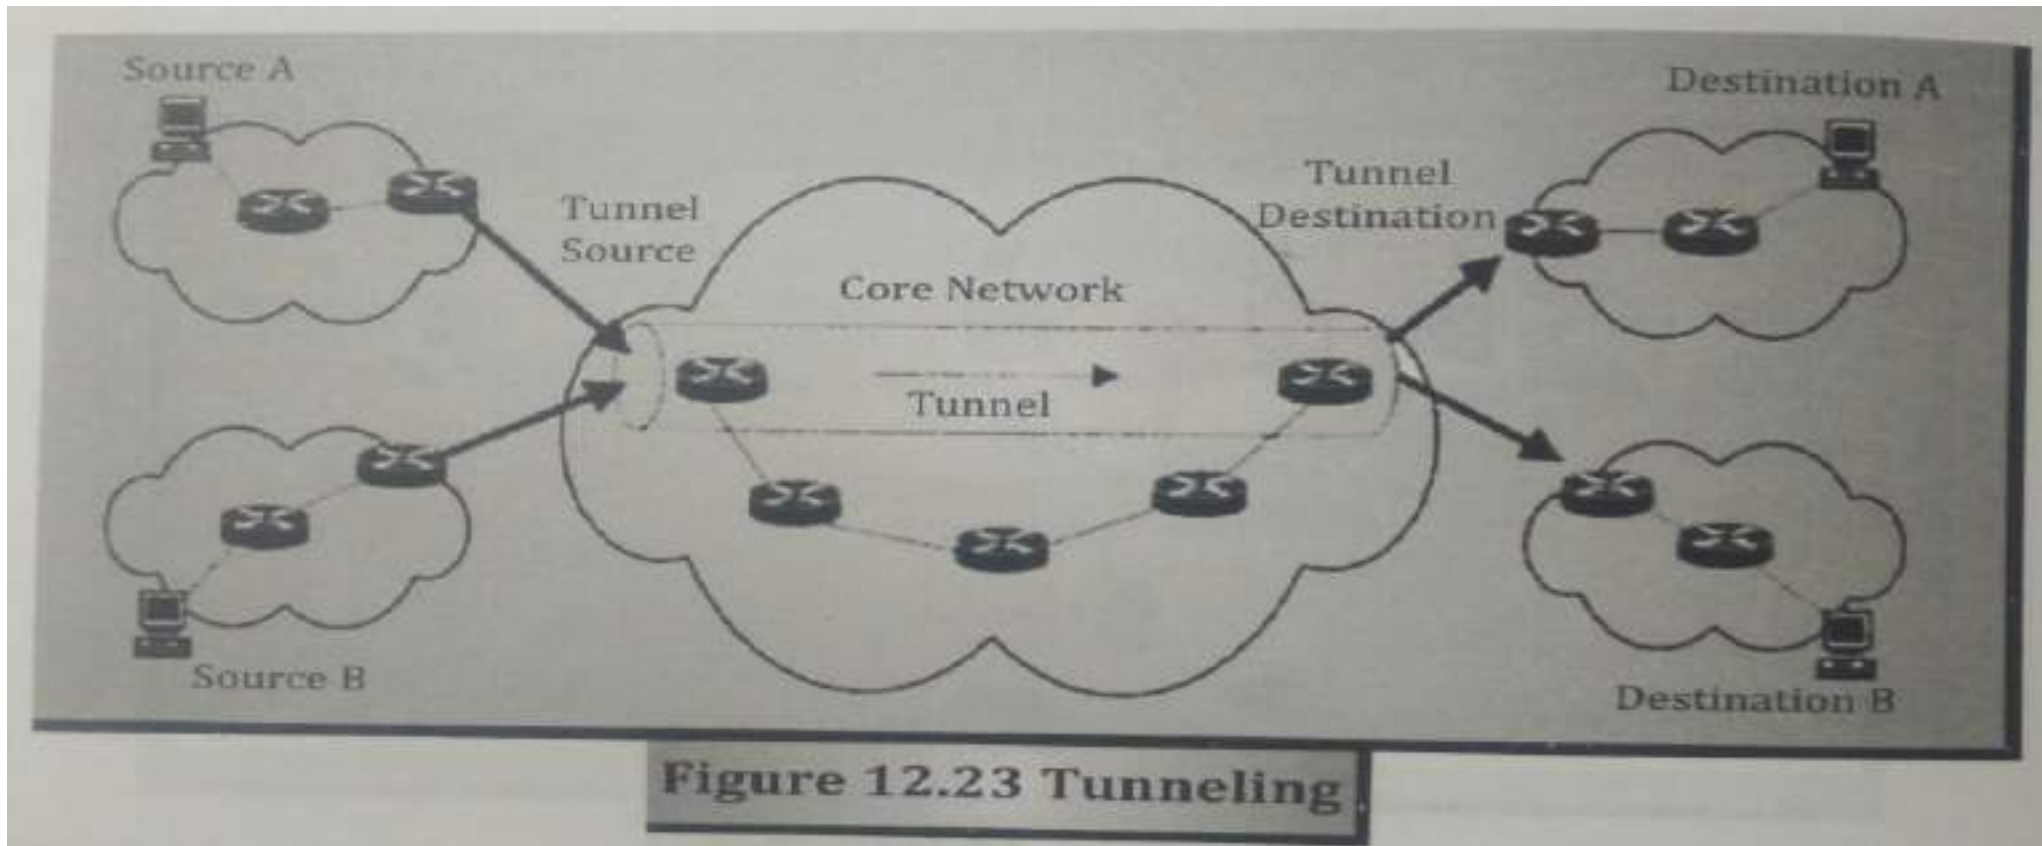 Source A
Destination A
Tunnel
Source
Tunnel
Destination
Core Network
Tunnel
Source B
Destination B
Figure 12.23 Tunneling